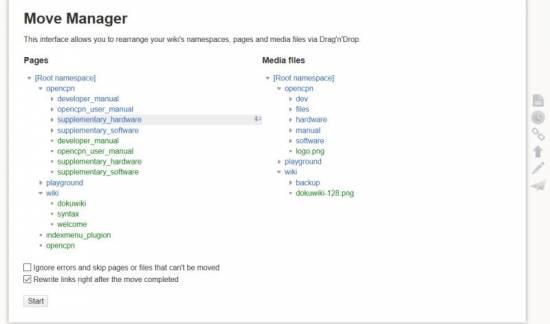 Move Manager
This interface allows you to rearrange your wiki's namespaces, pages and media files via Drag'n'Drop.
Pages
[Root namespace]
opencpn
developer_manual
opencpn_user_manual
supplementary_hardware
supplementary_software
developer_manual
opencpn_user_manual
supplementary_hardware
supplementary_software
playground
wiki
dokuwiki
syntax
welcome
indexmenu_plugion
opencpn
Media files
[Root namespace]
opencpn
dev
files
hardware
manual
software
logo.png
playground
wiki
backup
dokuwiki-128.png
Ignore errors and skip pages or files that can't be moved
Rewrite links right after the move completed
Start